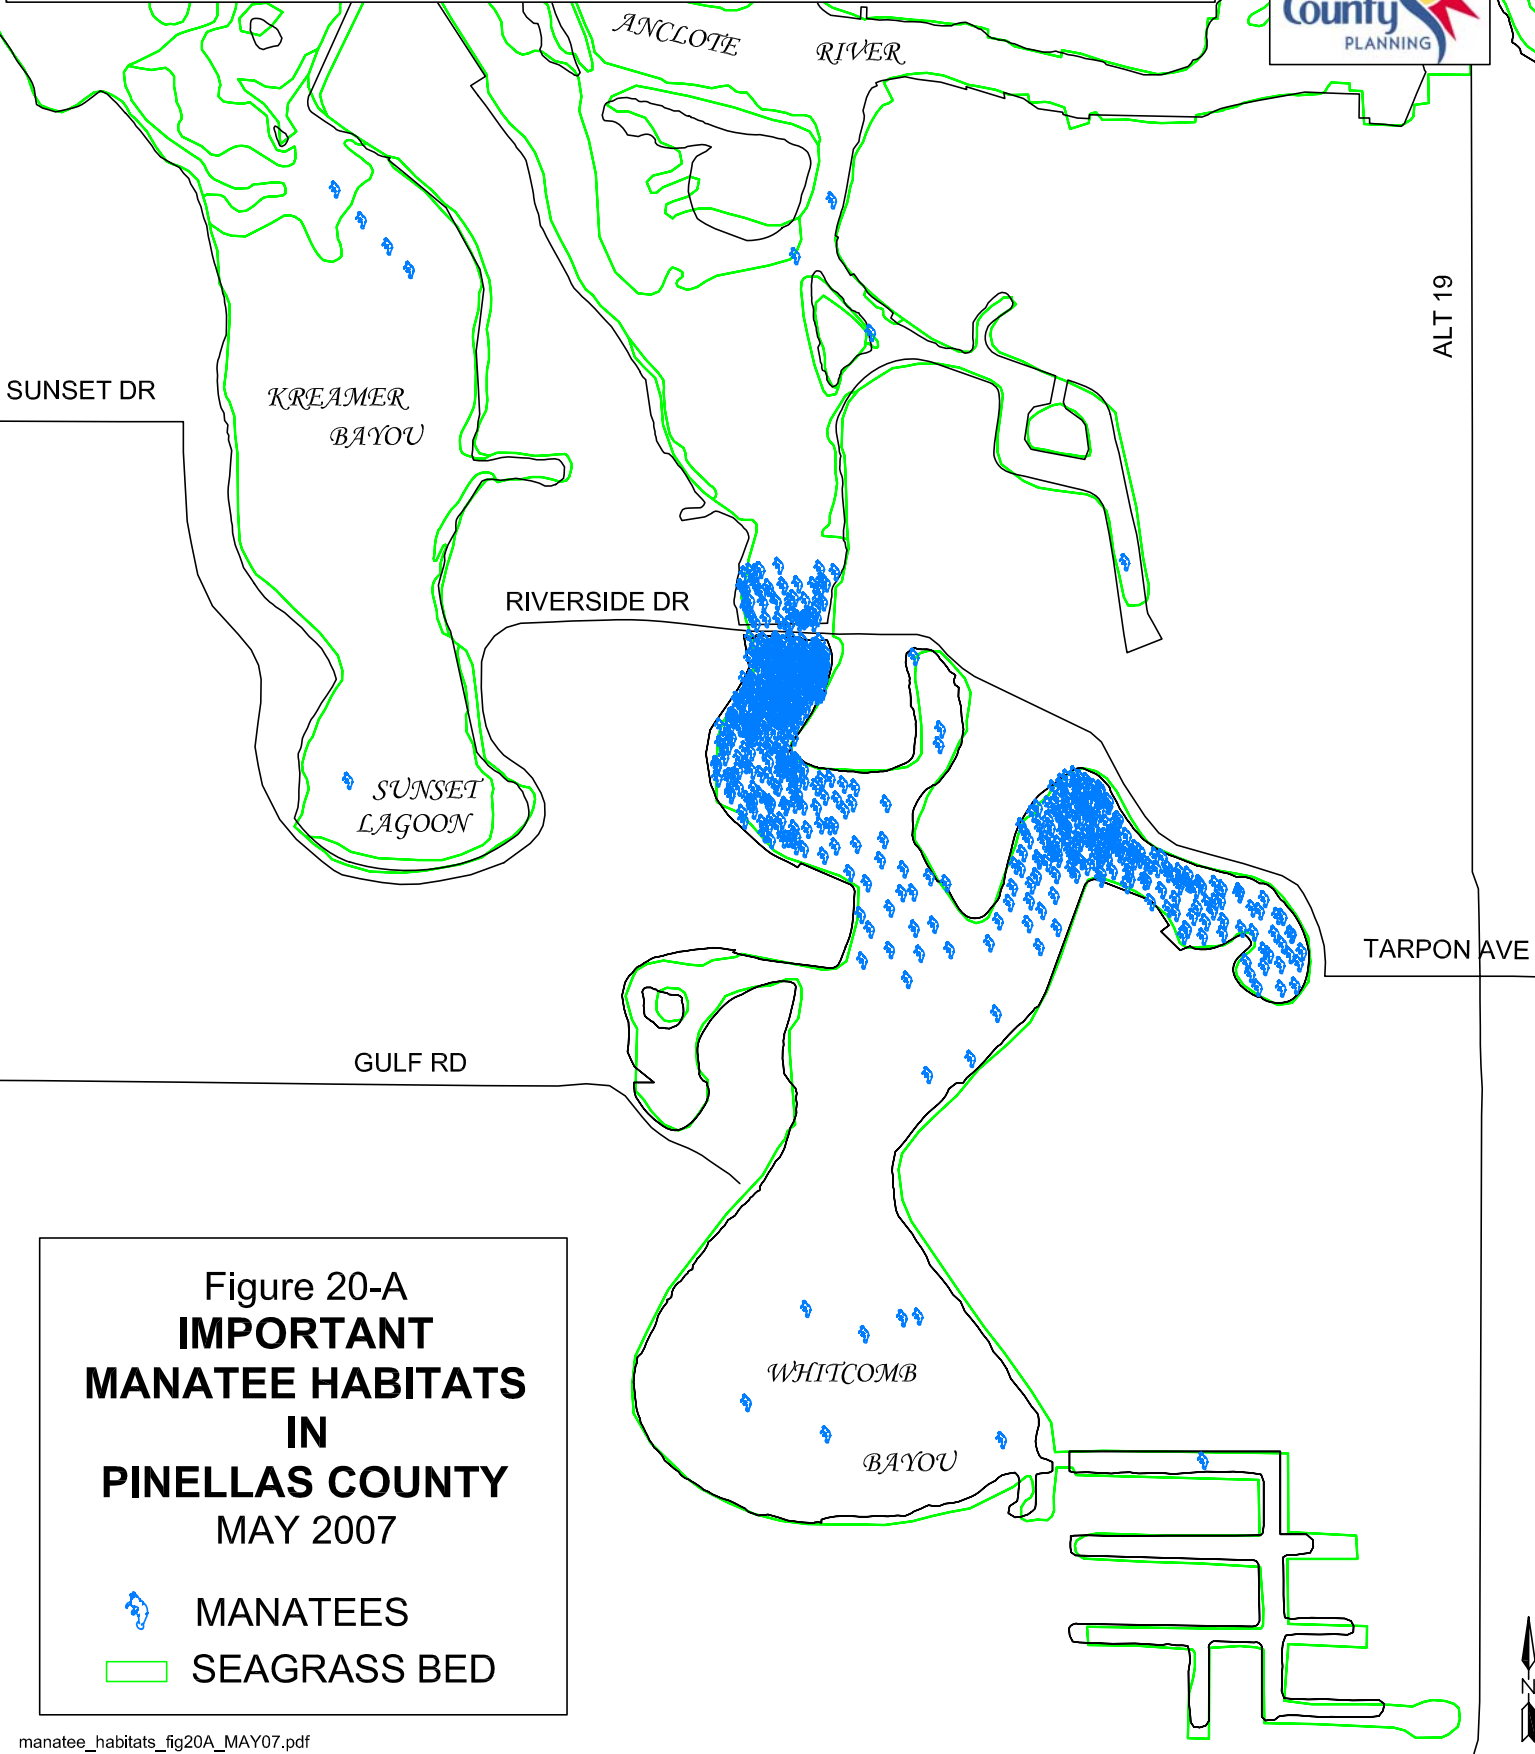 County
PLANNING
ANCLOTE RIVER
ALT 19
SUNSET DR
KREAMER
BAYOU
RIVERSIDE DR
SUNSET
LAGOON
TARPON AVE
GULF RD
Figure 20-A
IMPORTANT
MANATEE HABITATS
IN
PINELLAS COUNTY
MAY 2007
MANATEES
SEAGRASS BED
WHITCOMB
BAYOU
N
manatee_habitats_fig20A_MAY07.pdf